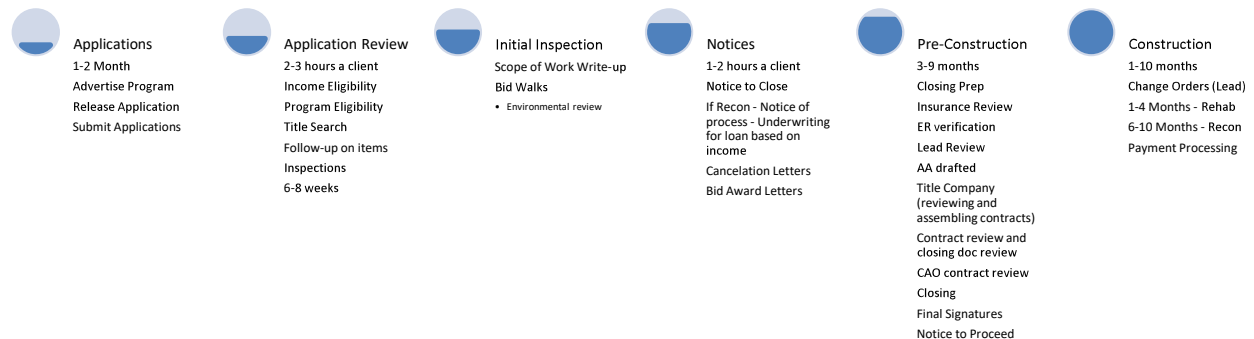 Applications
1-2 Month
Advertise Program
Release Application
Submit Applications
Application Review
2-3 hours a client
Income Eligibility
Program Eligibility
Title Search
Follow-up on items
Inspections
6-8 weeks
Initial Inspection
Scope of Work Write-up
Bid Walks
• Environmental review
Notices
1-2 hours a client
Notice to Close
If Recon - Notice of
process - Underwriting
for loan based on
income
Cancelation Letters
Bid Award Letters
Pre-Construction
3-9 months
Closing Prep
Insurance Review
ER verification
Lead Review
AA drafted
Title Company
(reviewing and
assembling contracts)
Contract review and
closing doc review
CAO contract review
Closing
Final Signatures
Notice to Proceed
Construction
1-10 months
Change Orders (Lead)
1-4 Months - Rehab
6-10 Months - Recon
Payment Processing